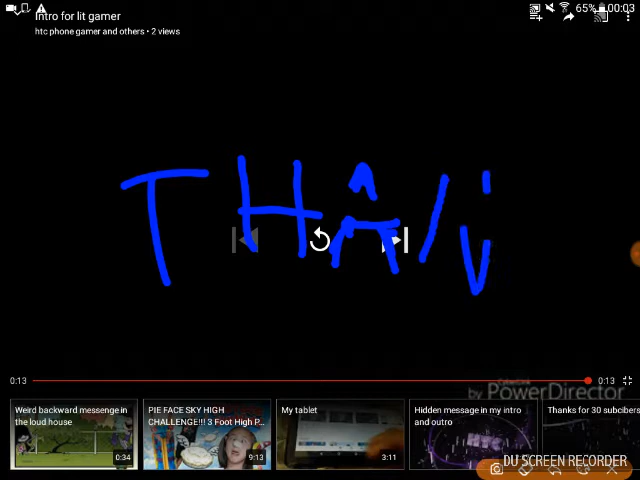 65% 00:03
Intro for lit gamer
htc phone gamer and others • 2 views
0:13
0:13
by CyberLink PowerDirector
Weird backward messenge in the loud house
0:34
PIE FACE SKY HIGH CHALLENGE!!! 3 Foot High P...
9:13
My tablet
3:11
Hidden message in my intro and outro
Thanks for 30 subcibers
DU SCREEN RECORDER